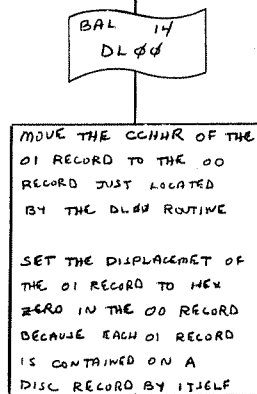 BAL 14
DLØØ
MOVE THE CCHHR OF THE
01 RECORD TO THE 00
RECORD JUST LOCATED
BY THE DLØØ ROUTINE
SET THE DISPLACEMET OF
THE 01 RECORD TO HEX
ZERO IN THE 00 RECORD
BECAUSE EACH 01 RECORD
IS CONTAINED ON A
DISC RECORD BY ITSELF